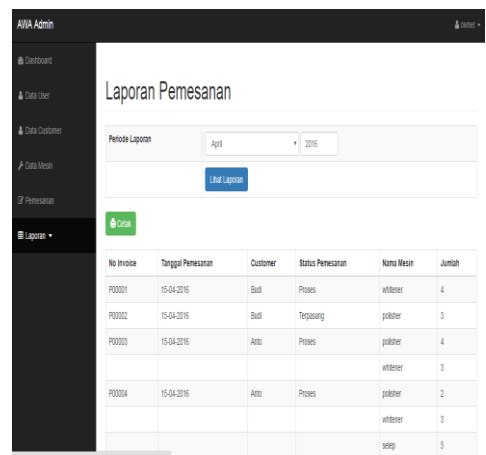 AWA Admin
owner
Dashboard
Data User
Data Customer
Data Mesin
Pemesanan
Laporan
Laporan Pemesanan
Periode Laporan
April
2016
Lihat Laporan
Cetak
No Invoice Tanggal Pemesanan Customer Status Pemesanan Nama Mesin Jumlah
P00001 15-04-2016 Budi Proses whitener 4
P00002 15-04-2016 Budi Terpasang polisher 3
P00003 15-04-2016 Anto Proses polisher 4
whitener 3
P00004 15-04-2016 Anto Proses polisher 2
whitener 3
selep 5